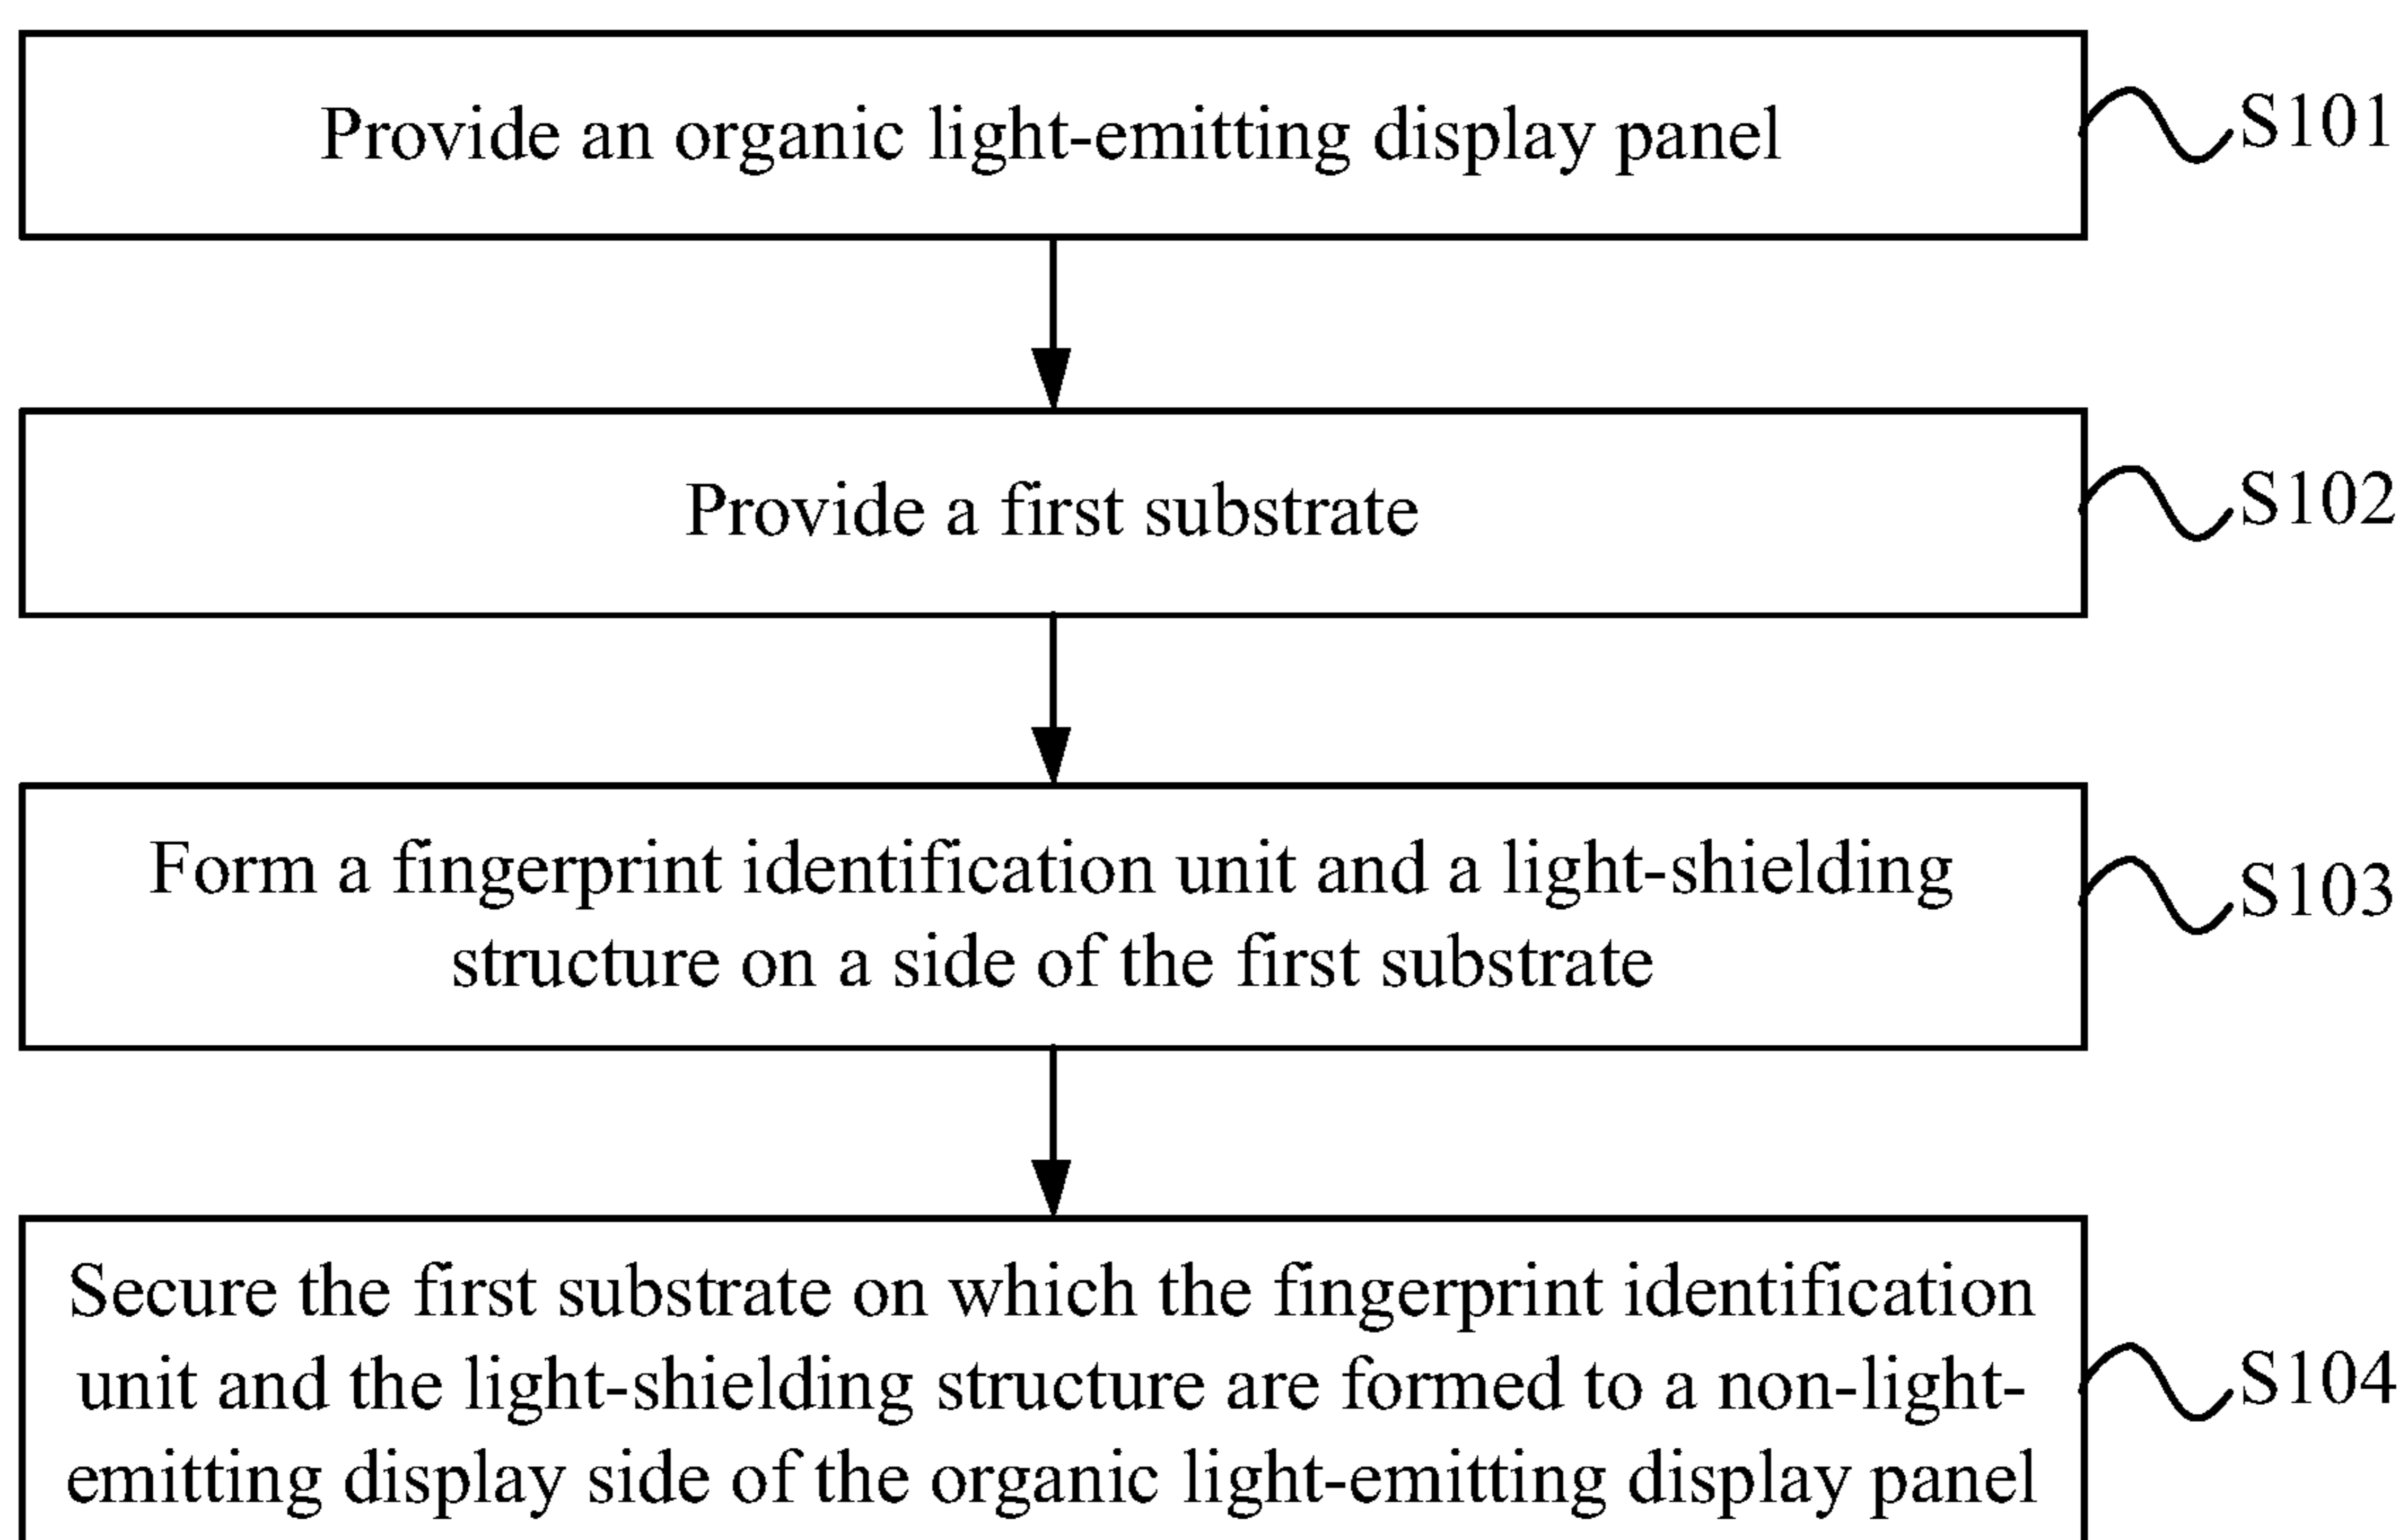 Provide an organic light-emitting display panel
S101
Provide a first substrate
S102
Form a fingerprint identification unit and a light-shielding
structure on a side of the first substrate
S103
Secure the first substrate on which the fingerprint identification
unit and the light-shielding structure are formed to a non-light-
emitting display side of the organic light-emitting display panel
S104